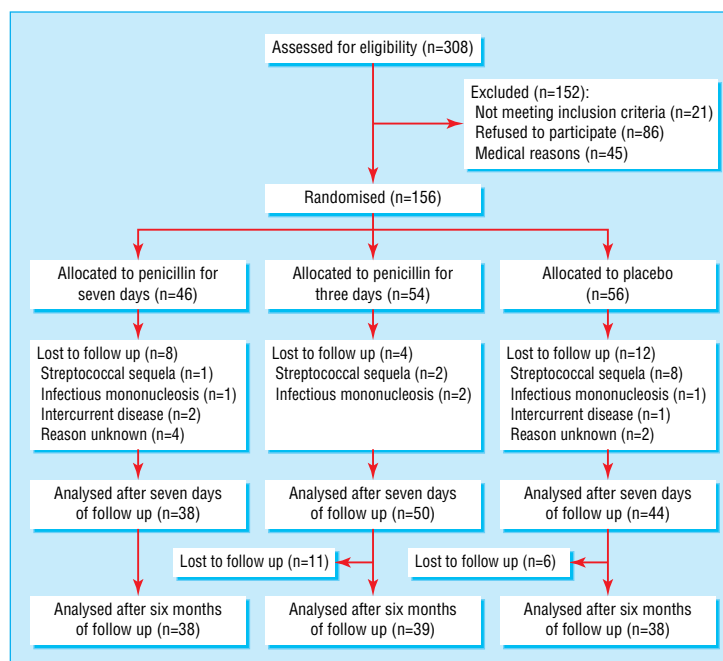 Assessed for eligibility (n=308)
Excluded (n=152):
Not meeting inclusion criteria (n=21)
Refused to participate (n=86)
Medical reasons (n=45)
Randomised (n=156)
Allocated to penicillin for
seven days (n=46)
Allocated to penicillin for
three days (n=54)
Allocated to placebo
(n=56)
Lost to follow up (n=8)
Streptococcal sequela (n=1)
Infectious mononucleosis (n=1)
Intercurrent disease (n=2)
Reason unknown (n=4)
Lost to follow up (n=4)
Streptococcal sequela (n=2)
Infectious mononucleosis (n=2)
Lost to follow up (n=12)
Streptococcal sequela (n=8)
Infectious mononucleosis (n=1)
Intercurrent disease (n=1)
Reason unknown (n=2)
Analysed after seven days
of follow up (n=38)
Analysed after seven days
of follow up (n=50)
Analysed after seven days
of follow up (n=44)
Lost to follow up (n=11)
Lost to follow up (n=6)
Analysed after six months
of follow up (n=38)
Analysed after six months
of follow up (n=39)
Analysed after six months
of follow up (n=38)